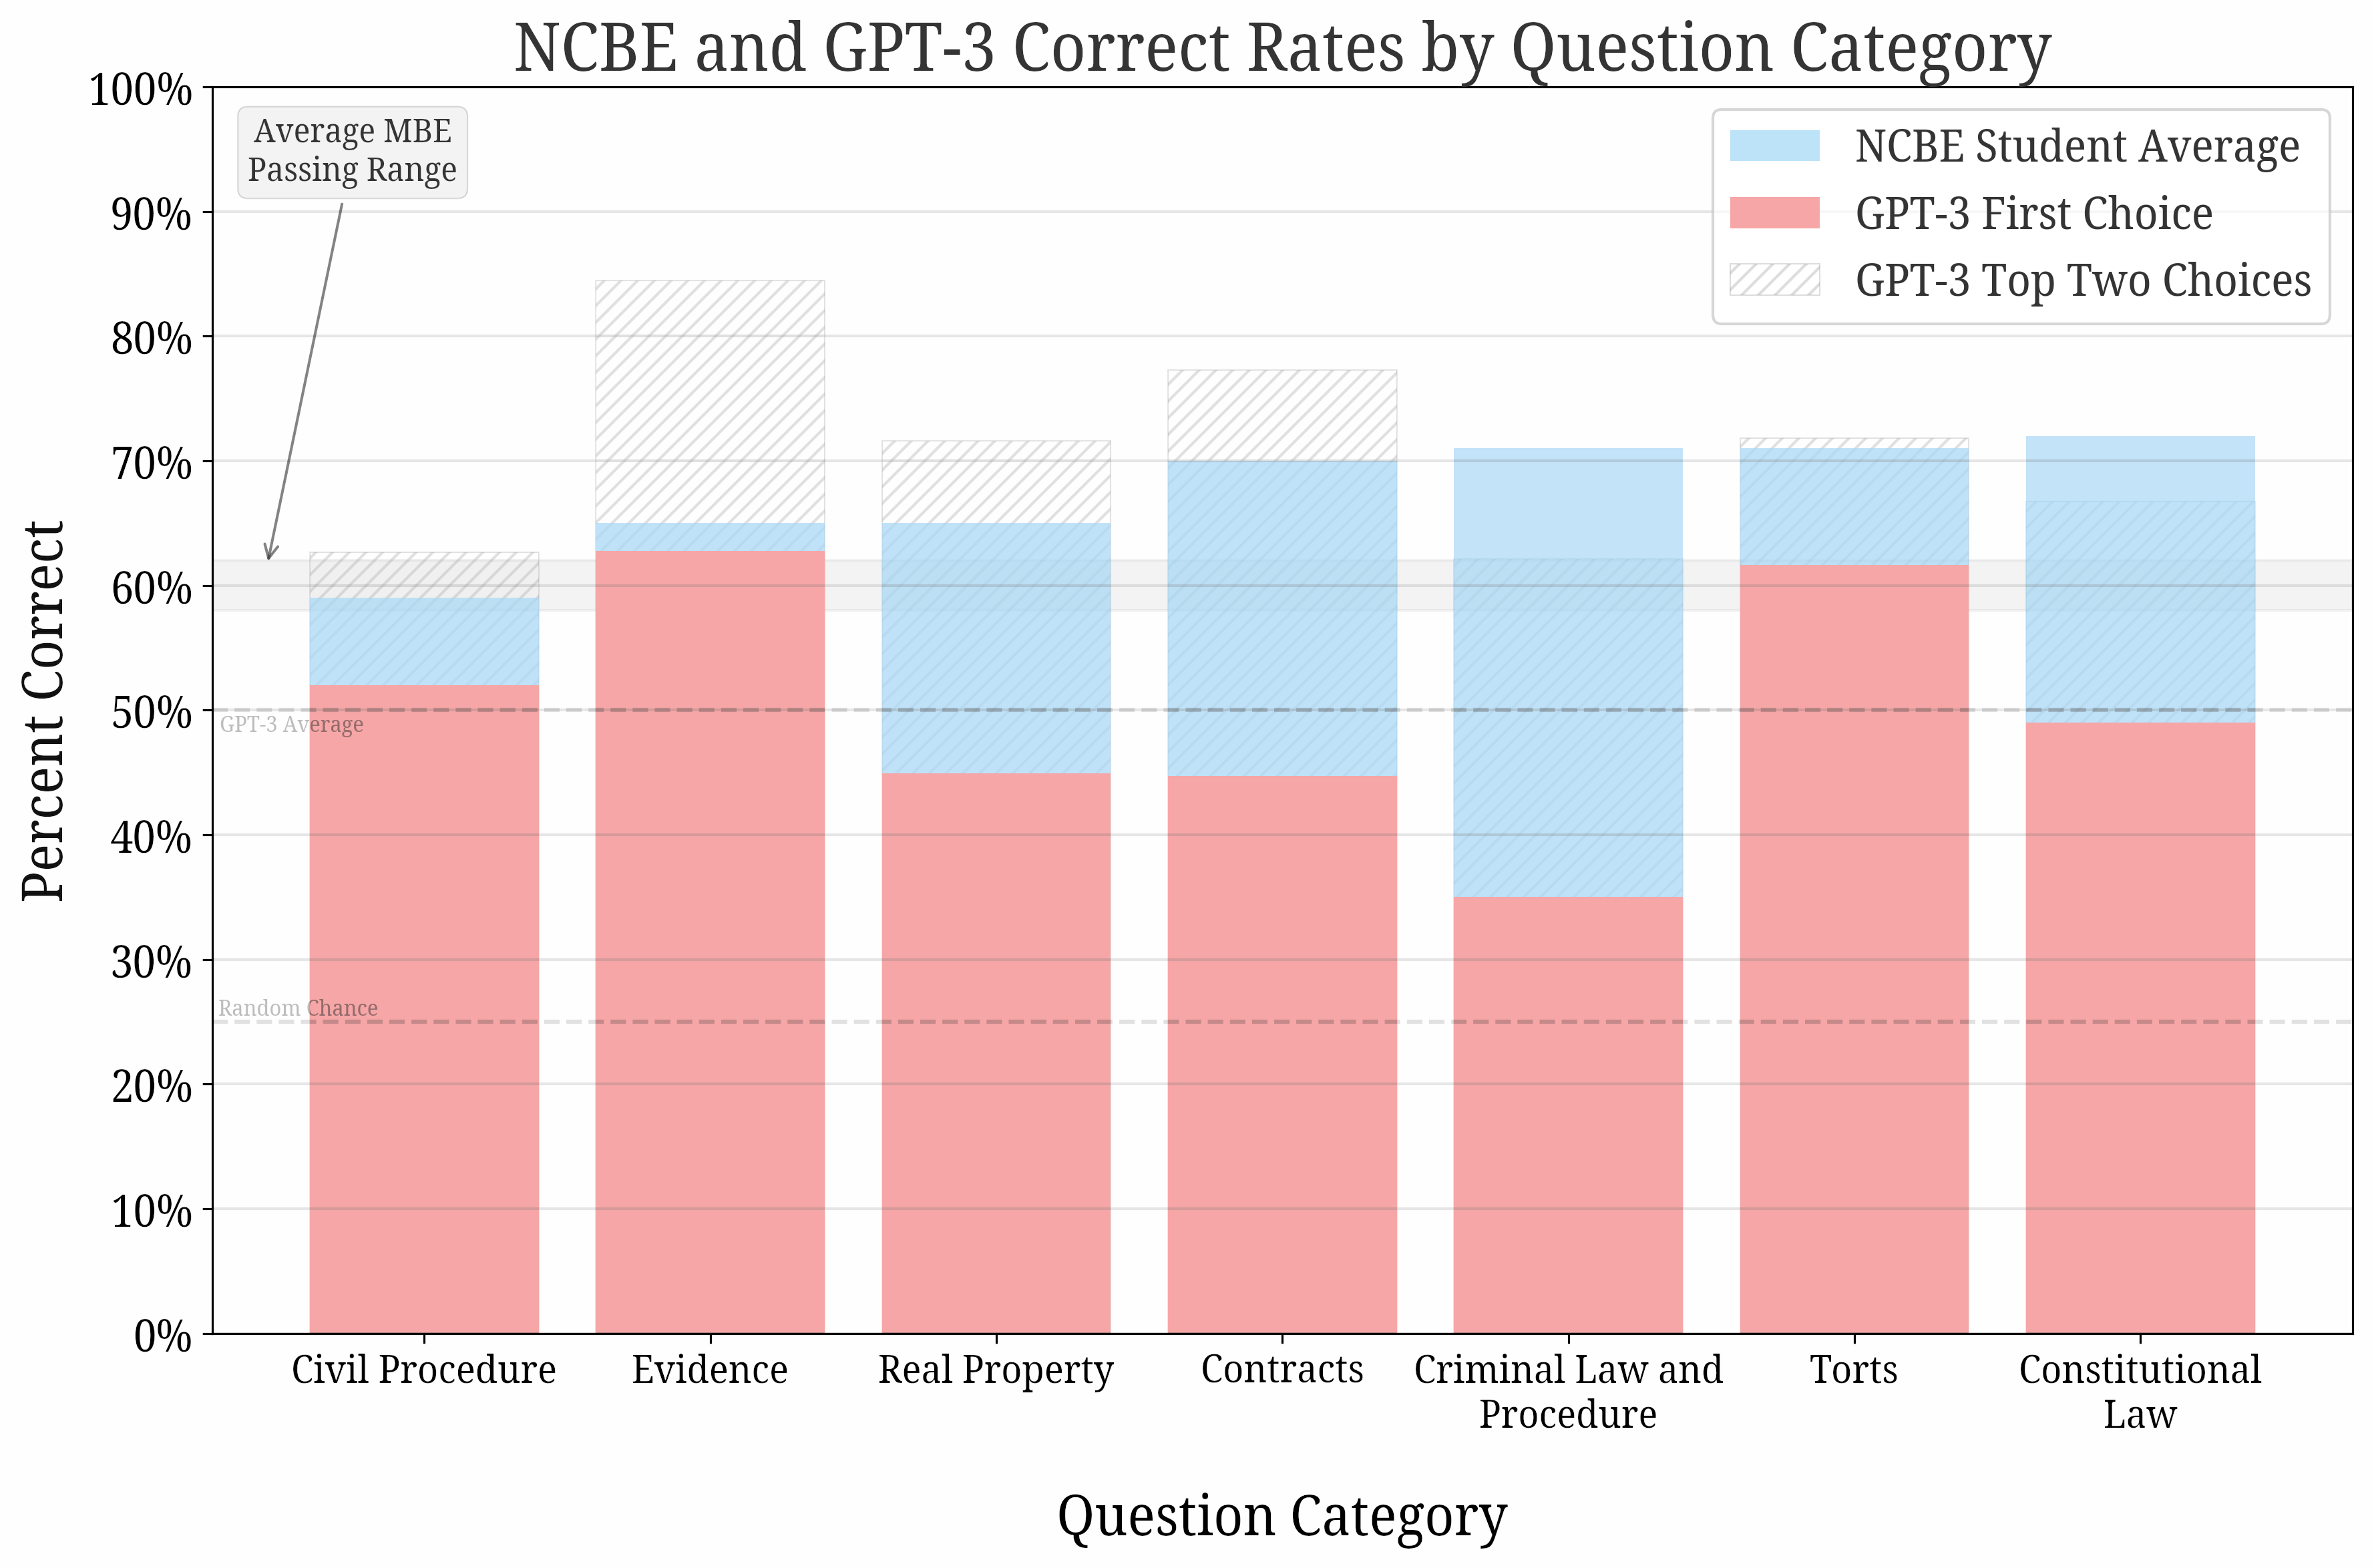 NCBE and GPT-3 Correct Rates by Question Category
100%
90%
80%
70%
60%
50%
40%
30%
20%
10%
0%
Percent Correct
Average MBE
Passing Range
NCBE Student Average
GPT-3 First Choice
GPT-3 Top Two Choices
GPT-3 Average
Random Chance
Civil Procedure
Evidence
Real Property
Contracts
Criminal Law and
Procedure
Torts
Constitutional
Law
Question Category